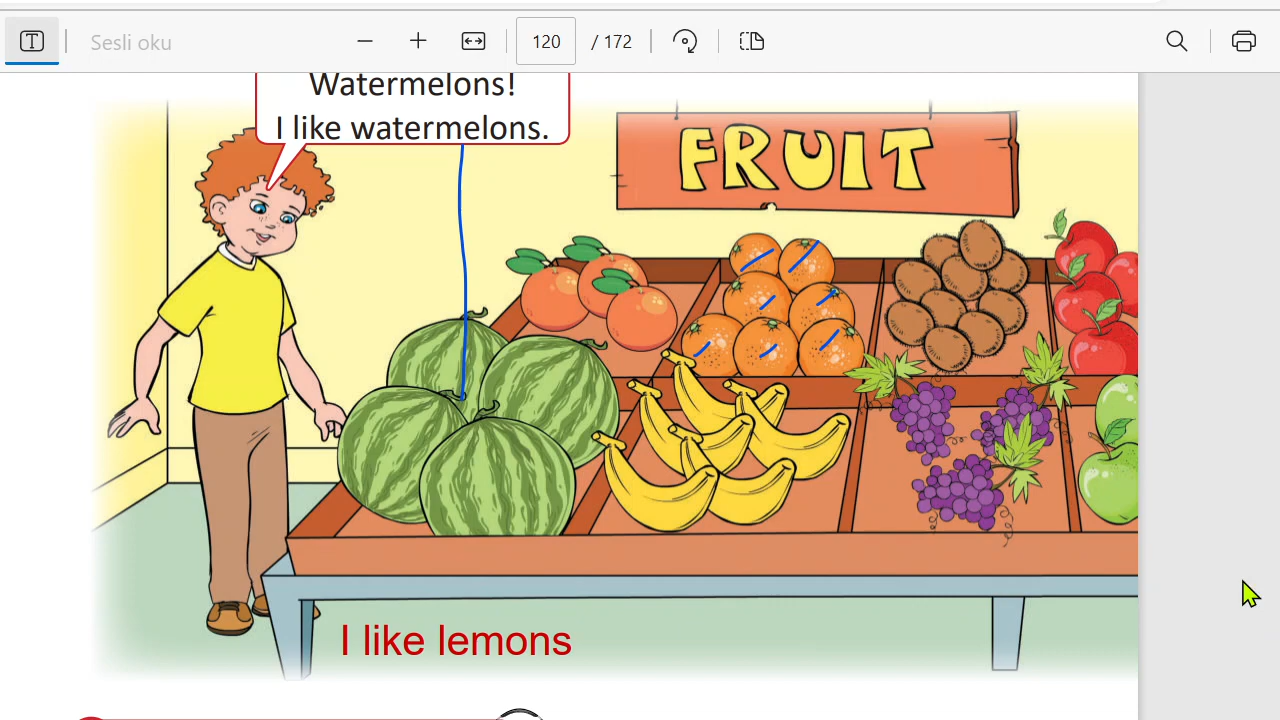 Sesli oku
120 / 172
Watermelons!
I like watermelons.
FRUIT
I like lemons